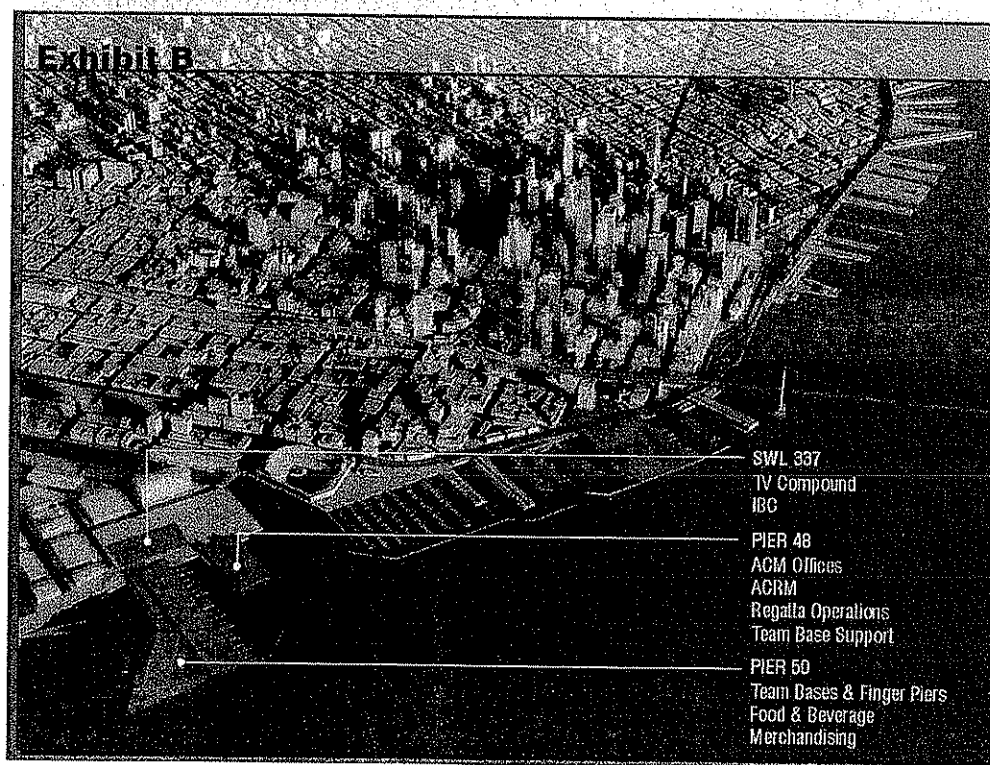 Exhibit B
SWL 337
TV Compound
IBC
PIER 48
ACM Offices
ACRM
Regatta Operations
Team Base Support
PIER 50
Team Bases & Finger Piers
Food & Beverage
Merchandising